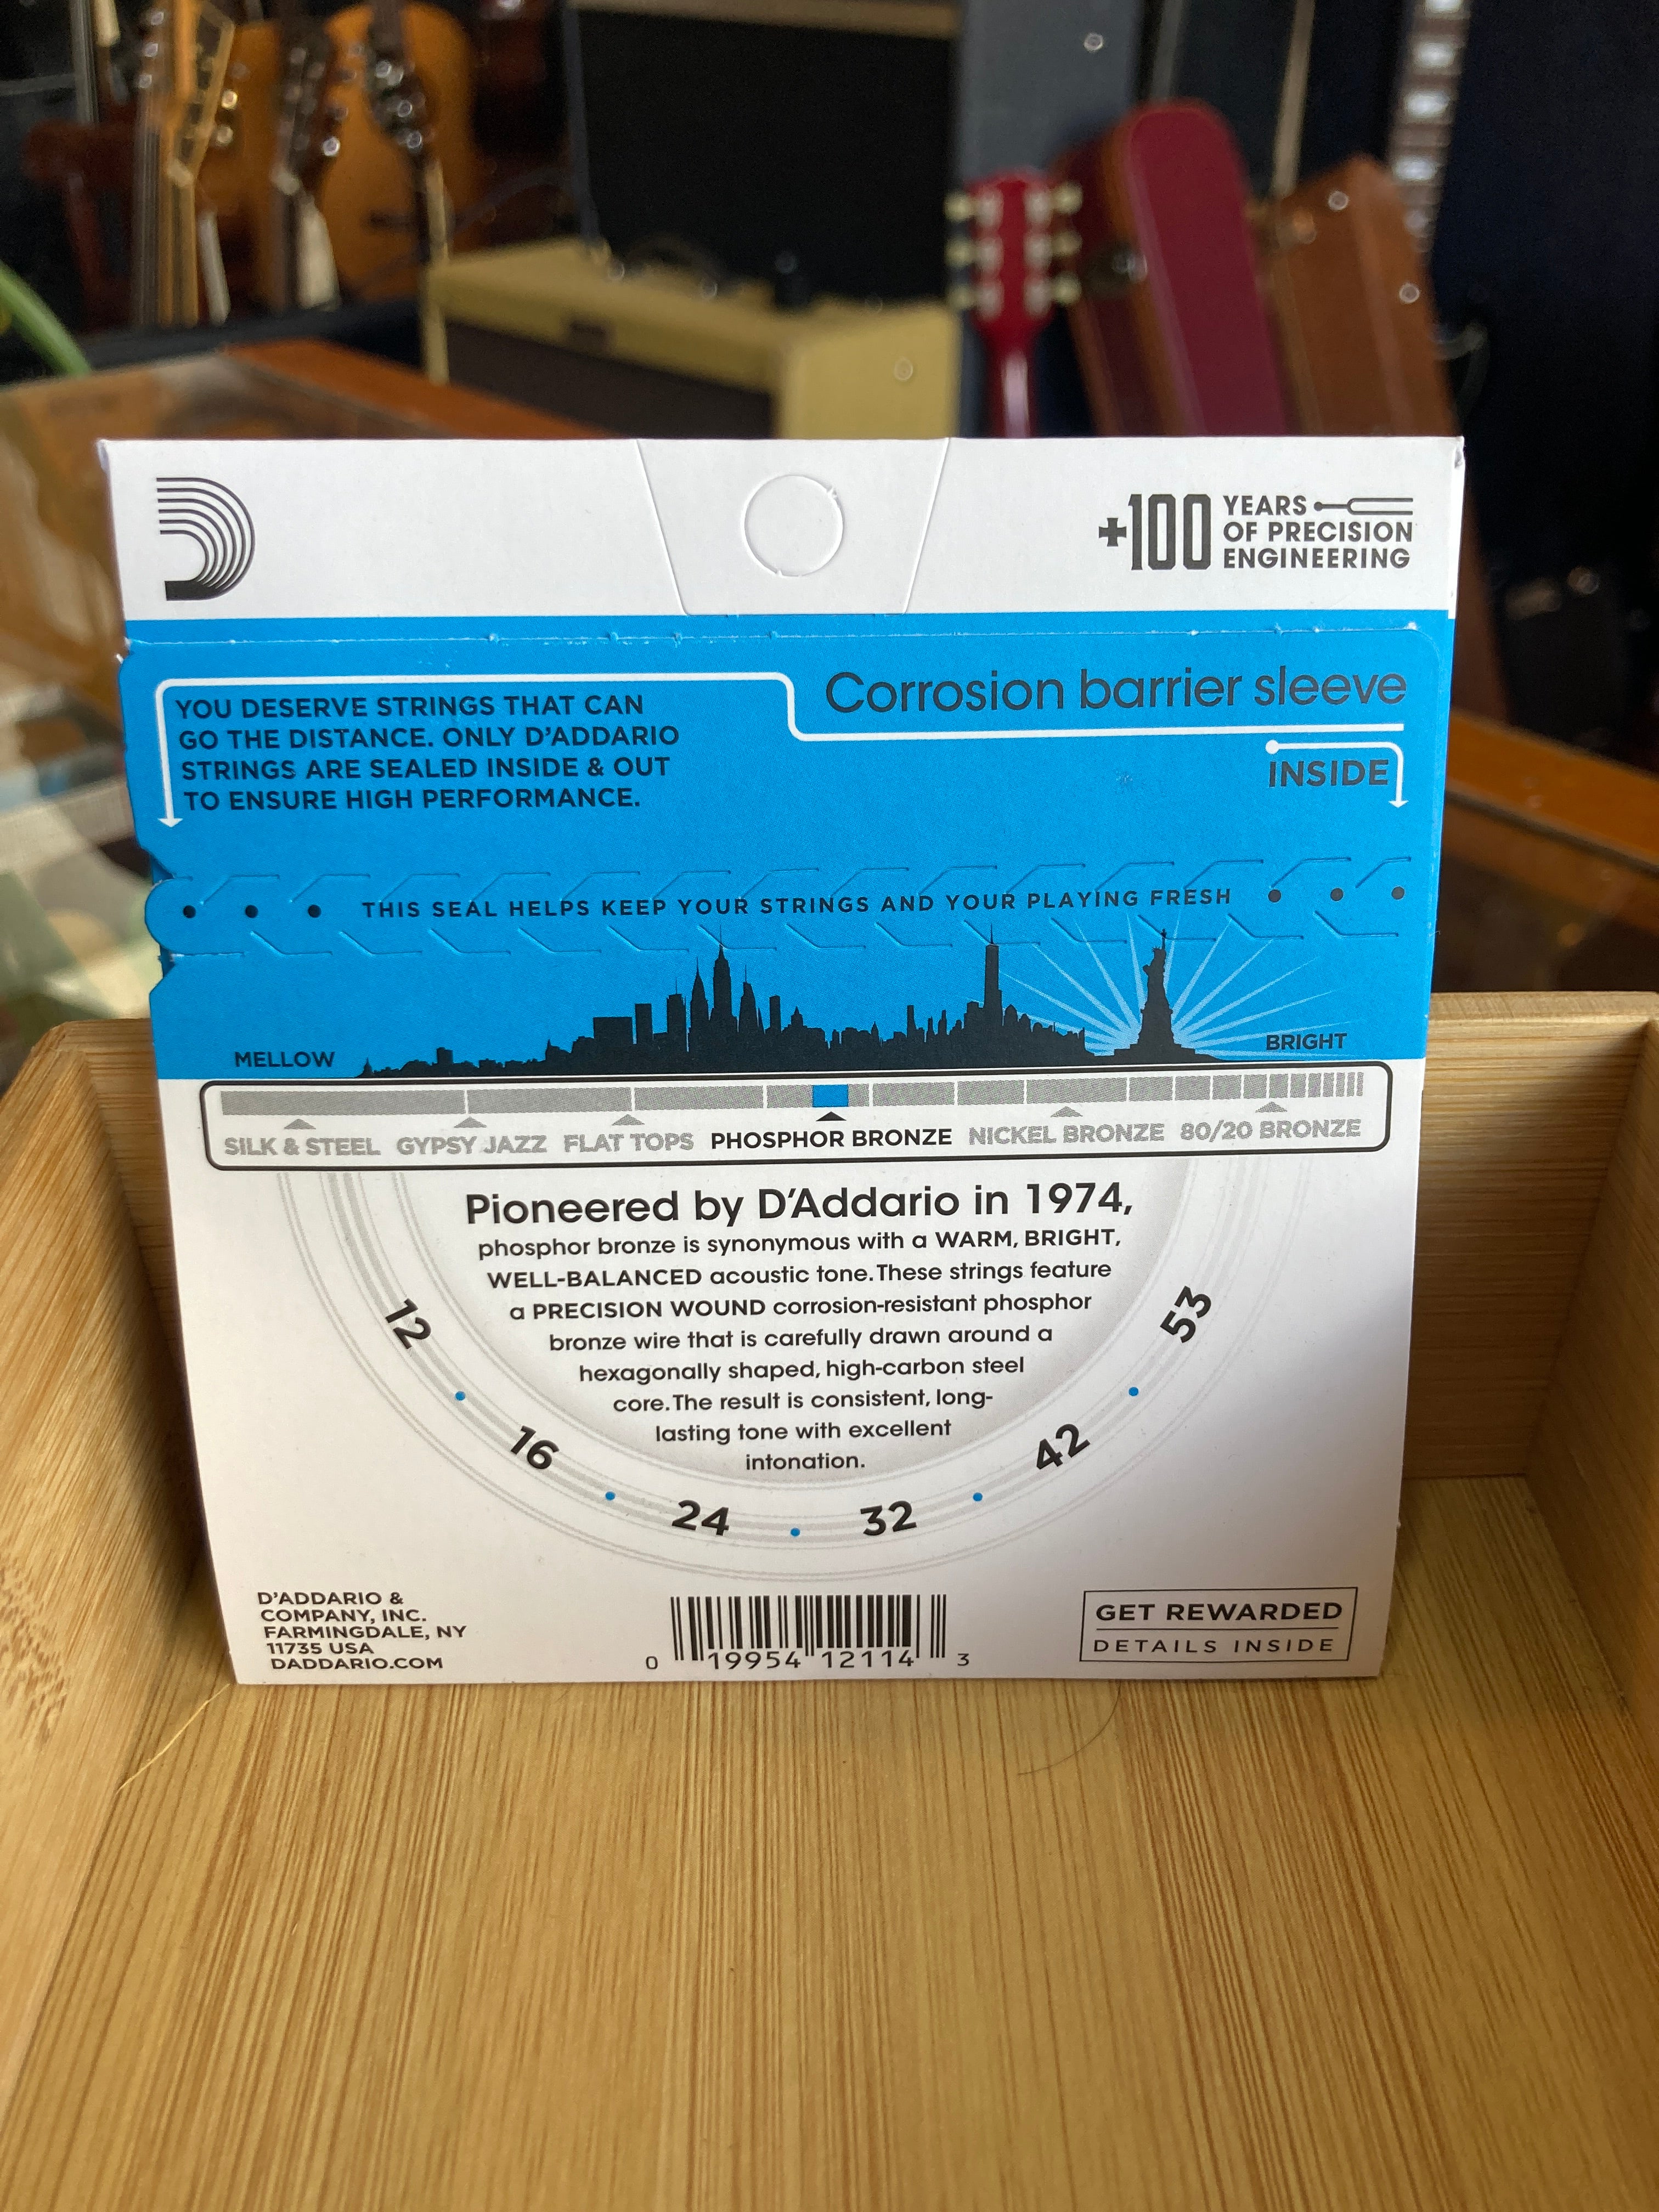 +100 YEARS
OF PRECISION
ENGINEERING
YOU DESERVE STRINGS THAT CAN
GO THE DISTANCE. ONLY D'ADDARIO
STRINGS ARE SEALED INSIDE & OUT
TO ENSURE HIGH PERFORMANCE.
Corrosion barrier sleeve
INSIDE
THIS SEAL HELPS KEEP YOUR STRINGS AND YOUR PLAYING FRESH
MELLOW
BRIGHT
SILK & STEEL GYPSY JAZZ FLAT TOPS PHOSPHOR BRONZE NICKEL BRONZE 80/20 BRONZE
Pioneered by D'Addario in 1974,
phosphor bronze is synonymous with a WARM, BRIGHT,
WELL-BALANCED acoustic tone. These strings feature
a PRECISION WOUND corrosion-resistant phosphor
bronze wire that is carefully drawn around a
hexagonally shaped, high-carbon steel
core. The result is consistent, long-
lasting tone with excellent
intonation.
12 • 16 • 24 • 32 • 42 • 53
D'ADDARIO &
COMPANY, INC.
FARMINGDALE, NY
11735 USA
DADDARIO.COM
0 19954 12114 3
GET REWARDED
DETAILS INSIDE